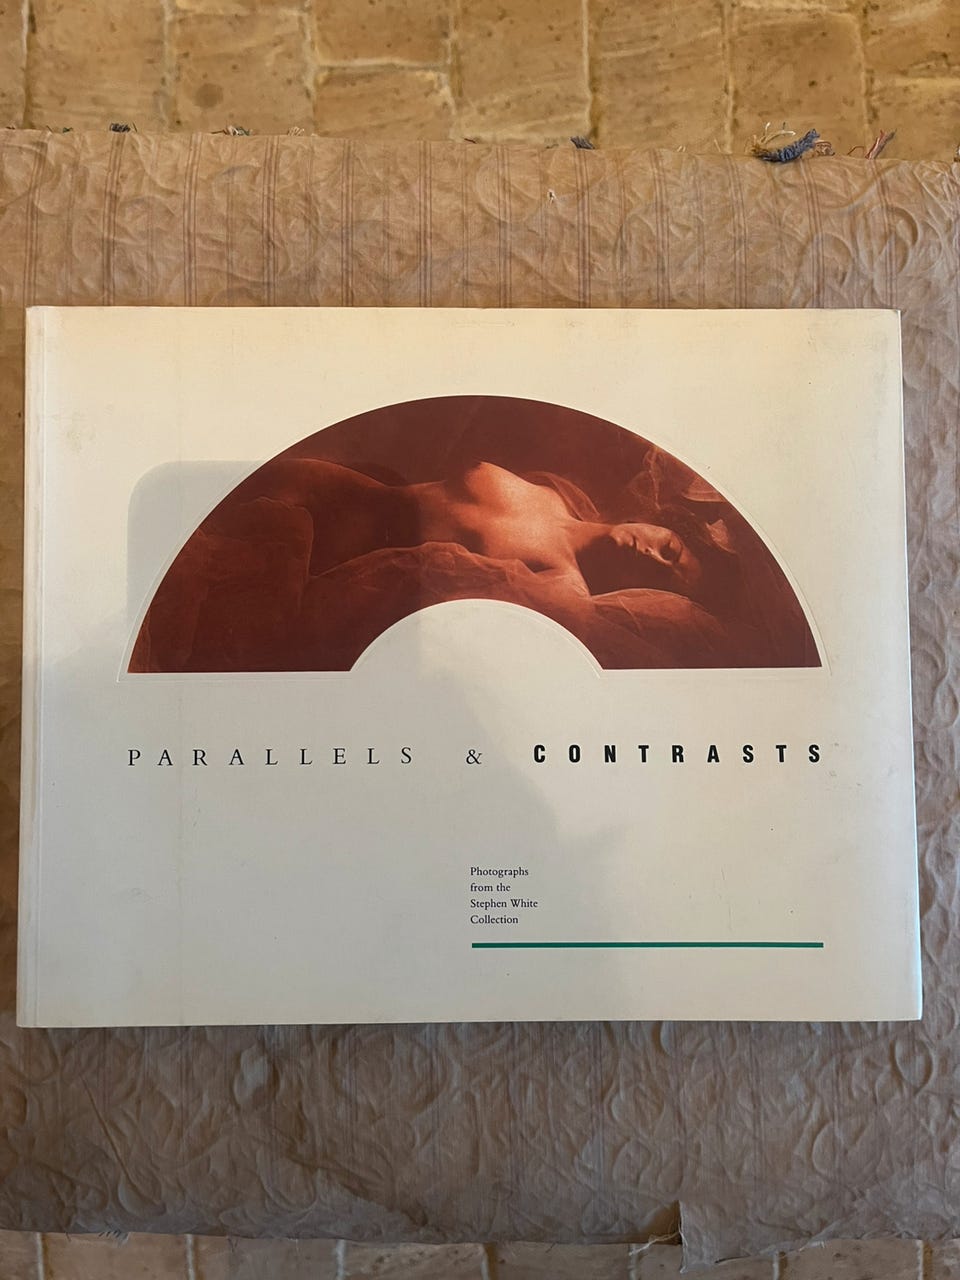 PARALLELS & CONTRASTS
Photographs
from the
Stephen White
Collection